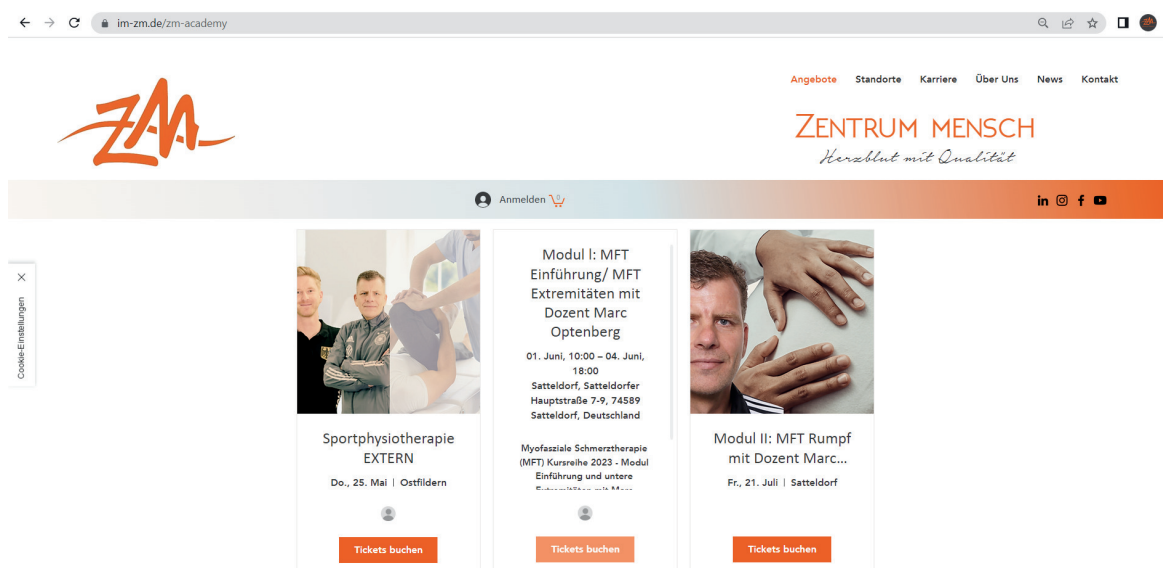 im-zm.de/zm-academy
ZM
Angebote Standorte Karriere Über Uns News Kontakt
ZENTRUM MENSCH
Herzblut mit Qualität
Anmelden 0
Cookie-Einstellungen
Sportphysiotherapie
EXTERN
Do., 25. Mai | Ostfildern
Tickets buchen
Modul I: MFT
Einführung/ MFT
Extremitäten mit
Dozent Marc
Optenberg
01. Juni, 10:00 – 04. Juni,
18:00
Satteldorf, Satteldorfer
Hauptstraße 7-9, 74589
Satteldorf, Deutschland
Myofasziale Schmerztherapie
(MFT) Kursreihe 2023 - Modul
Einführung und untere
Extremitäten mit Marc
Tickets buchen
Modul II: MFT Rumpf
mit Dozent Marc...
Fr., 21. Juli | Satteldorf
Tickets buchen